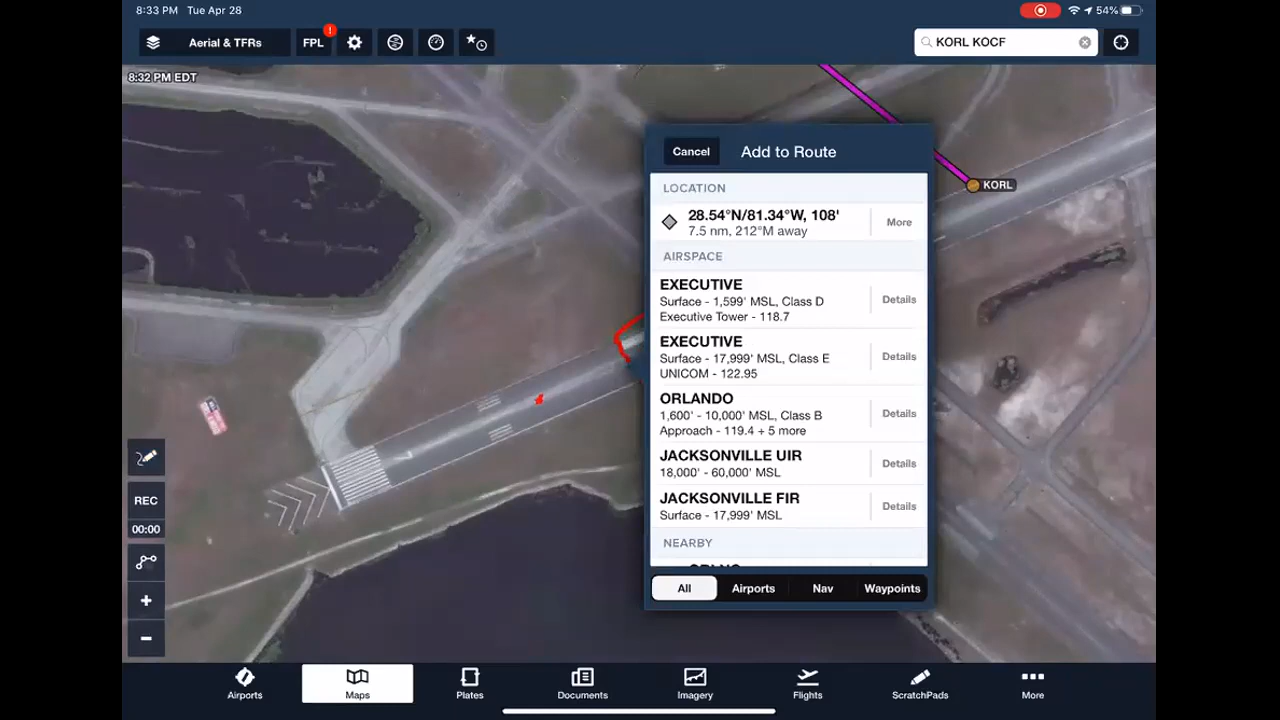 8:33 PM Tue Apr 28
54%
Aerial & TFRs
FPL
!
KORL KOCF
8:32 PM EDT
Cancel
Add to Route
LOCATION
28.54°N/81.34°W, 108'
7.5 nm, 212°M away
More
AIRSPACE
EXECUTIVE
Surface - 1,599' MSL, Class D
Executive Tower - 118.7
Details
EXECUTIVE
Surface - 17,999' MSL, Class E
UNICOM - 122.95
Details
ORLANDO
1,600' - 10,000' MSL, Class B
Approach - 119.4 + 5 more
Details
JACKSONVILLE UIR
18,000' - 60,000' MSL
Details
JACKSONVILLE FIR
Surface - 17,999' MSL
Details
NEARBY
All
Airports
Nav
Waypoints
KORL
REC
00:00
Airports
Maps
Plates
Documents
Imagery
Flights
ScratchPads
More